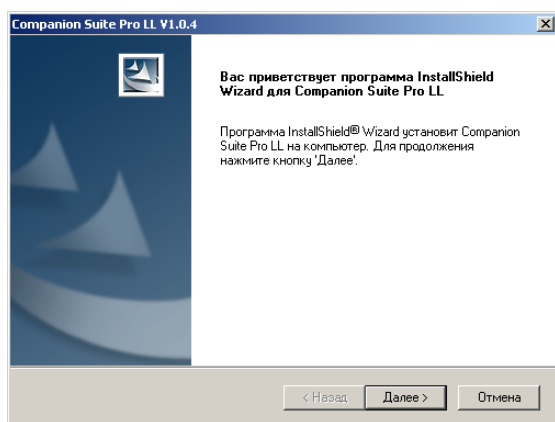 Companion Suite Pro LL V1.0.4
Вас приветствует программа InstallShield
Wizard для Companion Suite Pro LL
Программа InstallShield® Wizard установит Companion
Suite Pro LL на компьютер. Для продолжения
нажмите кнопку 'Далее'.
< Назад
Далее >
Отмена